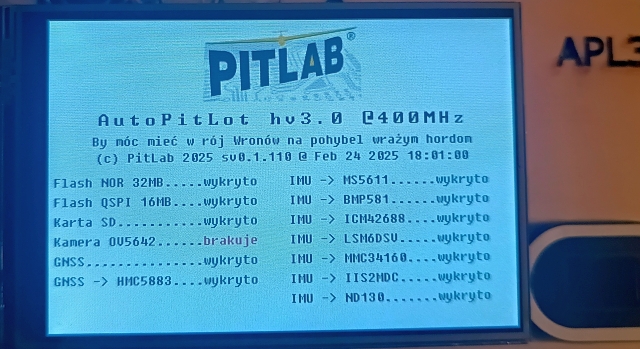 PITLAB®
AutoPitLot hv3.0 @400MHz
By móc mieć w rój Wronów na pohybel wrażym hordom
(c) PitLab 2025 sv0.1.110 @ Feb 24 2025 18:01:00
Flash NOR 32MB.....wykryto
Flash QSPI 16MB....wykryto
Karta SD...........wykryto
Kamera OV5642......brakuje
GNSS...............wykryto
GNSS -> HMC5883....wykryto
IMU -> MS5611......wykryto
IMU -> BMP581......wykryto
IMU -> ICM42688....wykryto
IMU -> LSM6DSV.....wykryto
IMU -> MMC34160....wykryto
IMU -> IIS2MDC.....wykryto
IMU -> ND130.......wykryto
APL3